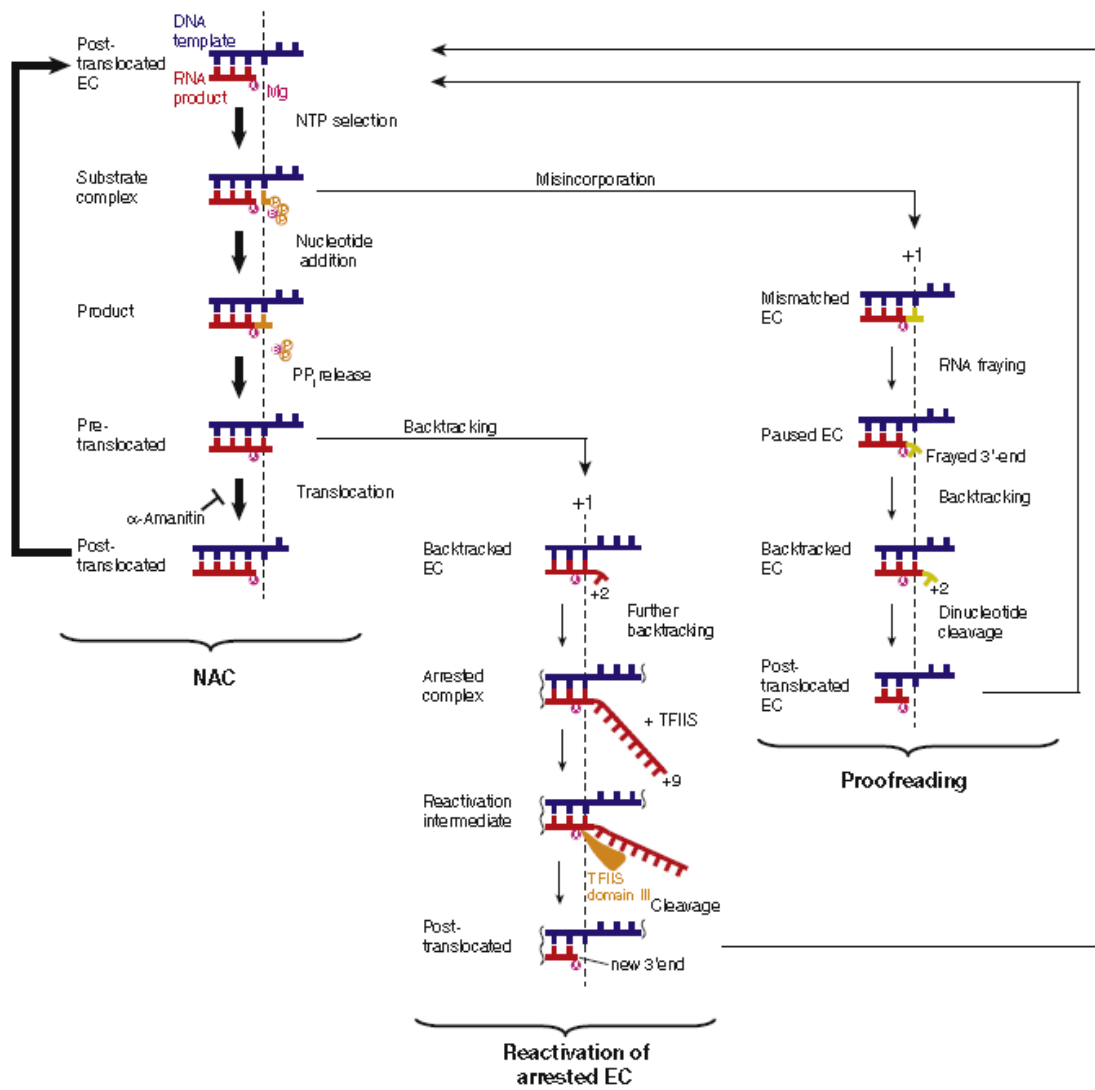 DNA
template
Post-
translocated
EC
RNA
product
Mg
NTP selection
Substrate
complex
Misincorporation
P
P
P
Nucleotide
addition
Product
P
P
PPi release
Pre-
translocated
Backtracking
Translocation
α-Amanitin
Post-
translocated
NAC
+1
Backtracked
EC
+2
Further
backtracking
Arrested
complex
+ TFIIS
+9
Reactivation
intermediate
TFIIS
domain III
Cleavage
Post-
translocated
new 3'end
Reactivation of
arrested EC
+1
Mismatched
EC
RNA fraying
Paused EC
Frayed 3'-end
Backtracking
Backtracked
EC
+2
Dinucleotide
cleavage
Post-
translocated
EC
Proofreading